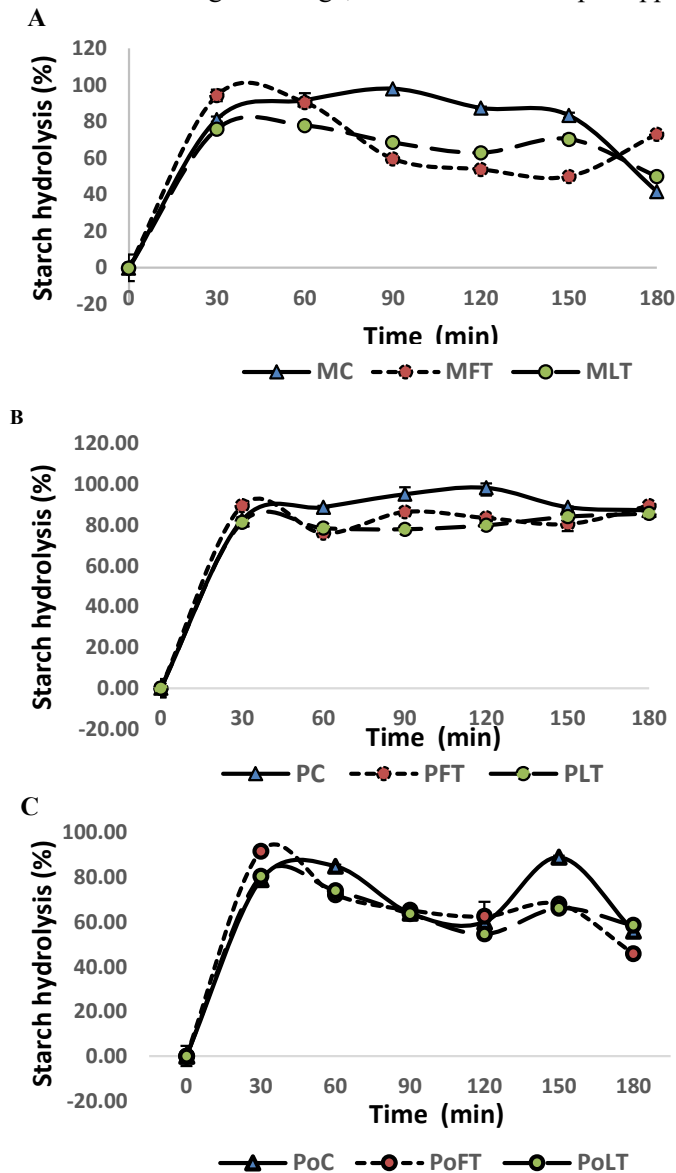 A
120
100
80
60
40
20
0
-20
Starch hydrolysis (%)
0 30 60 90 120 150 180
Time (min)
MC MFT MLT
B
120.00
100.00
80.00
60.00
40.00
20.00
0.00
-20.00
Starch hydrolysis (%)
0 30 60 90 120 150 180
Time (min)
PC PFT PLT
C
100.00
80.00
60.00
40.00
20.00
0.00
-20.00
Starch hydrolysis (%)
0 30 60 90 120 150 180
Time (min)
PoC PoFT PoLT